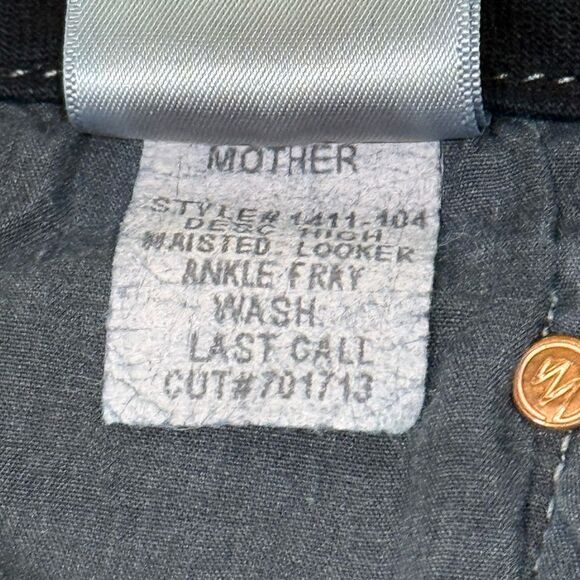 MOTHER
STYLE# 1411-104
DESC HIGH
WAISTED LOOKER
ANKLE FRAY
WASH
LAST CALL
CUT#701713
M